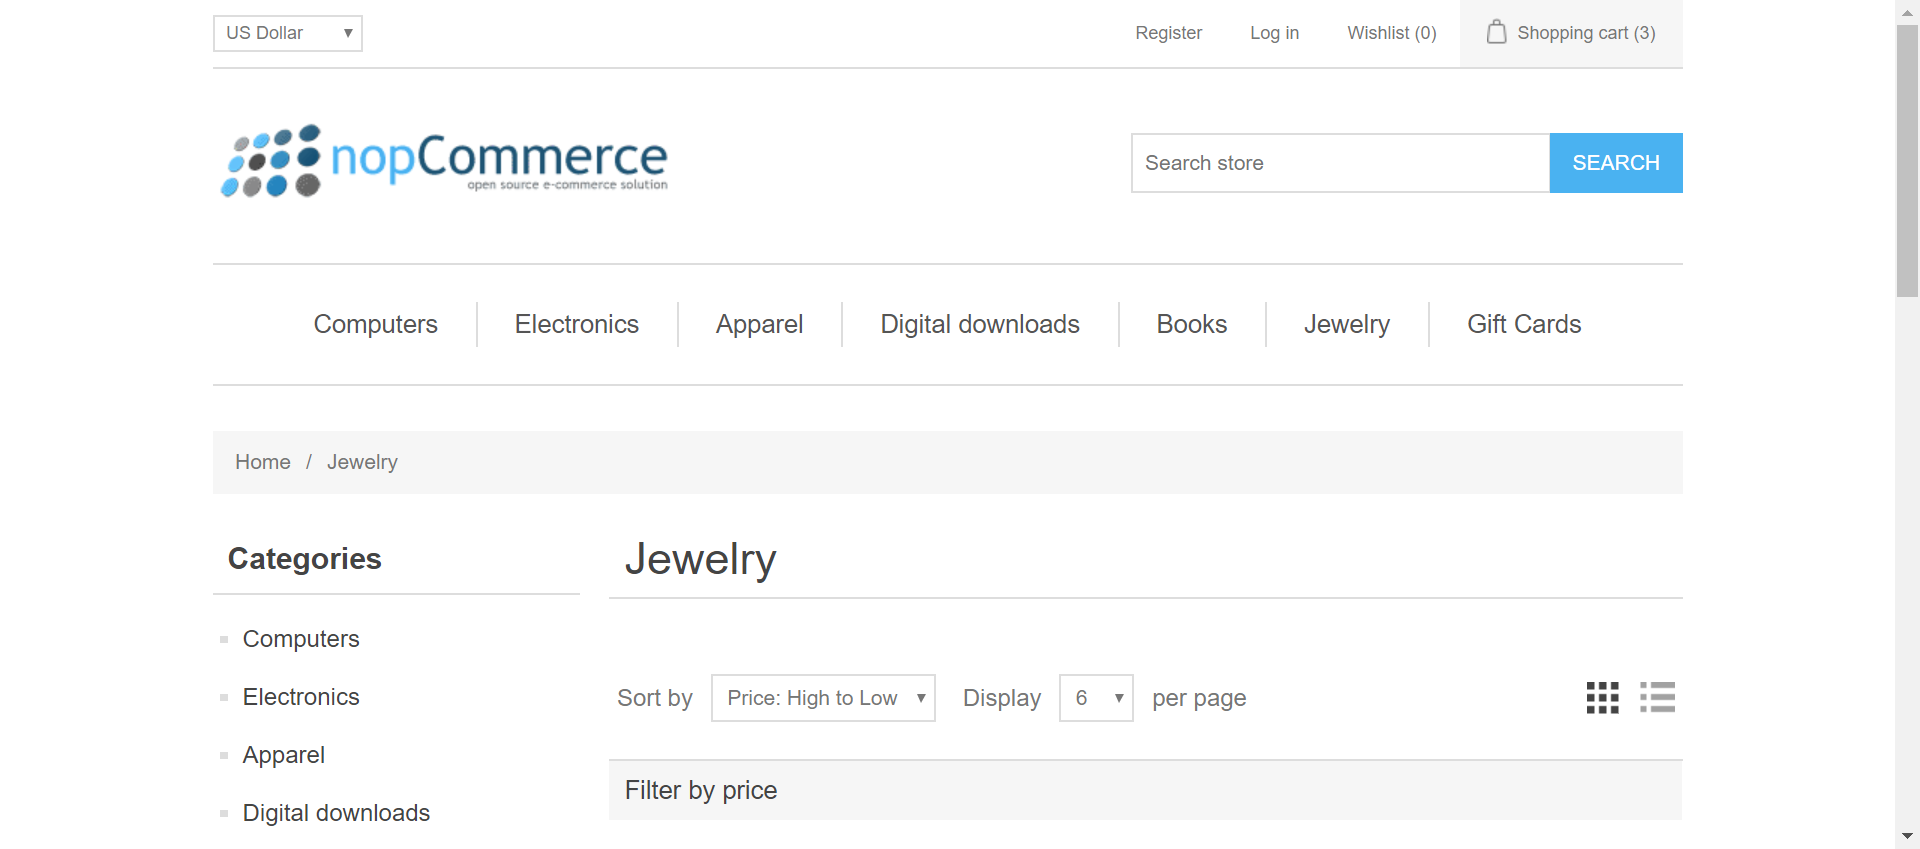 US Dollar
Register Log in Wishlist (0) Shopping cart (3)
nopCommerce
open source e-commerce solution
Search store SEARCH
Computers Electronics Apparel Digital downloads Books Jewelry Gift Cards
Home / Jewelry
Categories
Computers
Electronics
Apparel
Digital downloads
Jewelry
Sort by Price: High to Low Display 6 per page
Filter by price